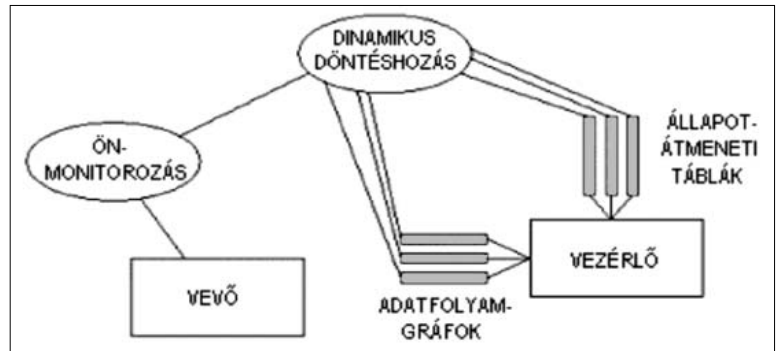 DINAMIKUS
DÖNTÉSHOZÁS
ÖN-
MONITOROZÁS
ÁLLAPOT-
ÁTMENETI
TÁBLÁK
VEVŐ
VEZÉRLŐ
ADATFOLYAM-
GRÁFOK